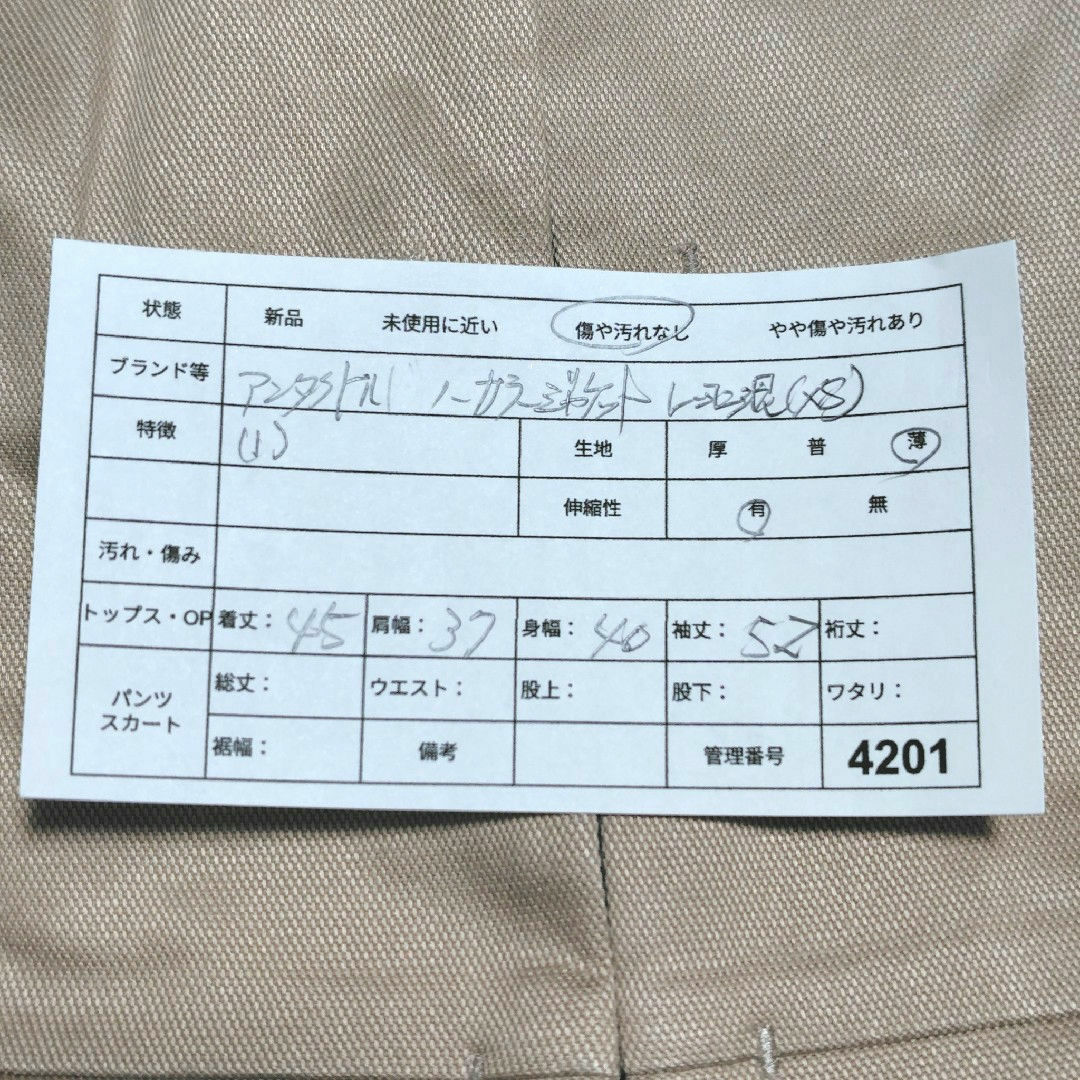 状態 新品 未使用に近い 傷や汚れなし やや傷や汚れあり
ブランド等 アンタイトル ノーカラージャケット レーヨン混(XS)
特徴 (1) 生地 厚 普 薄
伸縮性 有 無
汚れ・傷み
トップス・OP 着丈: 45 肩幅: 37 身幅: 40 袖丈: 52 裄丈:
パンツ スカート 総丈: ウエスト: 股上: 股下: ワタリ:
裾幅: 備考 管理番号 4201